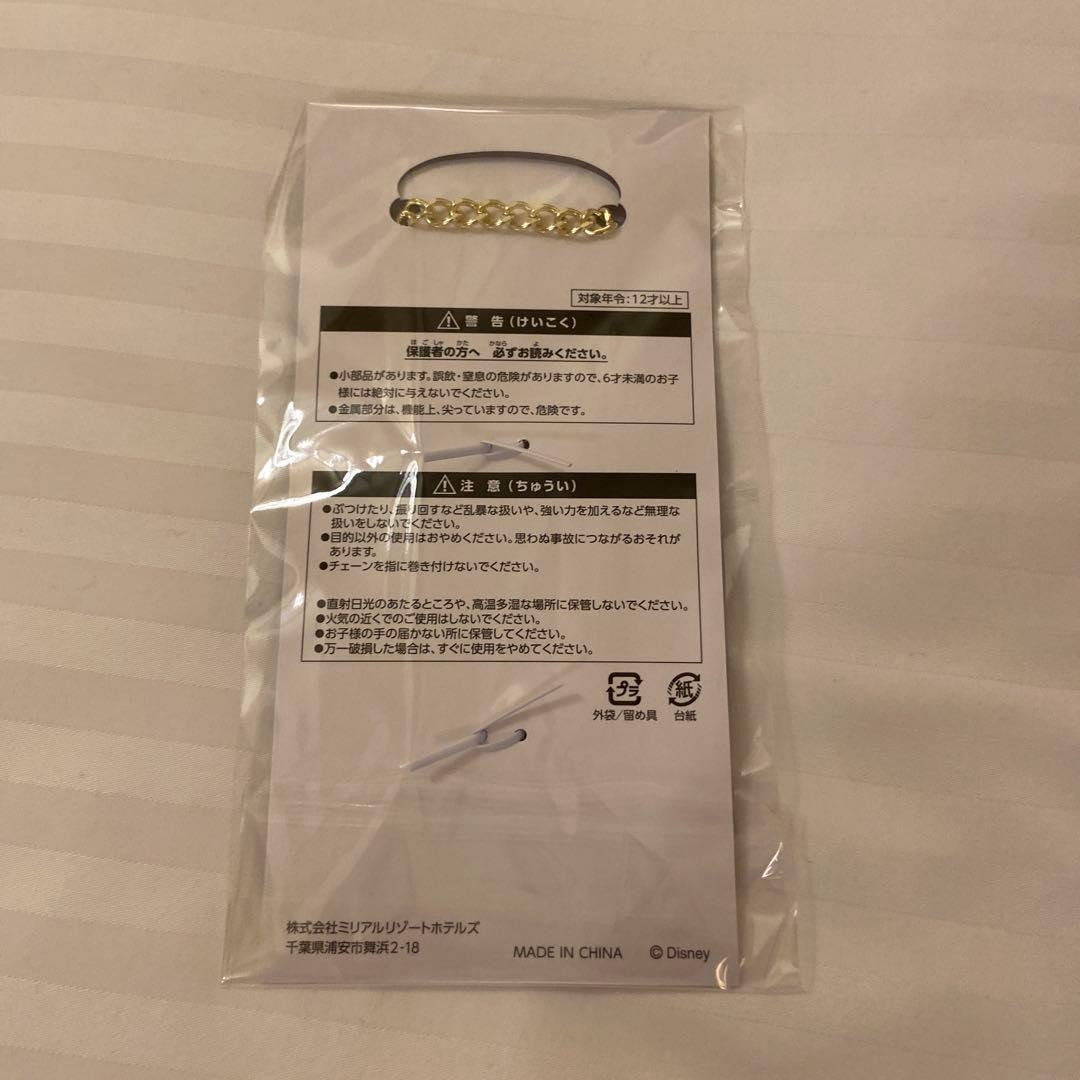 対象年令:12才以上
⚠警 告(けいこく)
保護者の方へ 必ずお読みください。
●小部品があります。誤飲・窒息の危険がありますので、6才未満のお子
様には絶対に与えないでください。
●金属部分は、機能上、尖っていますので、危険です。
⚠注 意(ちゅうい)
●ぶつけたり、振り回すなど乱暴な扱いや、強い力を加えるなど無理な
扱いをしないでください。
●目的以外の使用はおやめください。思わぬ事故につながるおそれが
あります。
●チェーンを指に巻き付けないでください。
●直射日光のあたるところや、高温多湿な場所に保管しないでください。
●火気の近くでのご使用はしないでください。
●お子様の手の届かない所に保管してください。
●万一破損した場合は、すぐに使用をやめてください。
プラ 紙
外袋/留め具 台紙
株式会社ミリアルリゾートホテルズ
千葉県浦安市舞浜2-18 MADE IN CHINA ©Disney